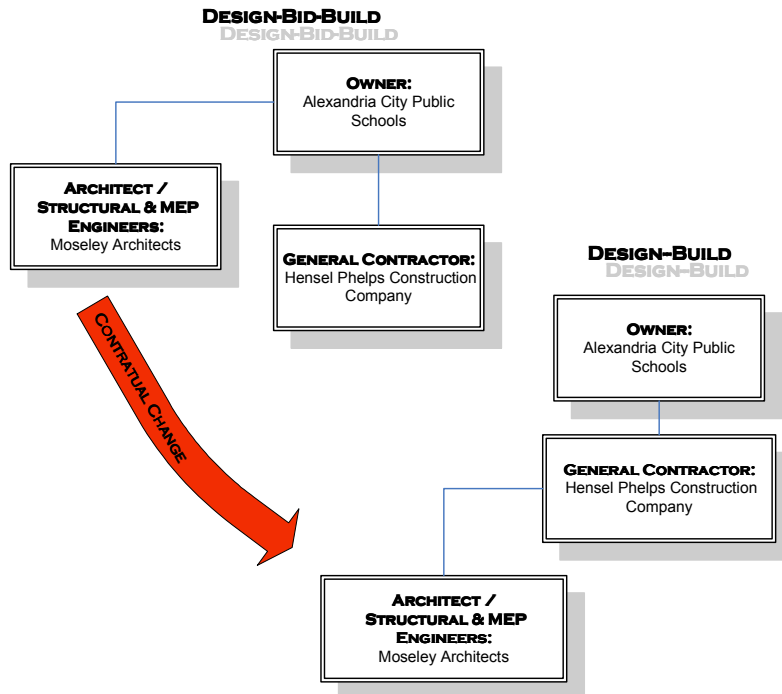 DESIGN-BID-BUILD
DESIGN-BID-BUILD
OWNER:
Alexandria City Public
Schools
ARCHITECT /
STRUCTURAL & MEP
ENGINEERS:
Moseley Architects
GENERAL CONTRACTOR:
Hensel Phelps Construction
Company
CONTRATUAL CHANGE
DESIGN–BUILD
DESIGN–BUILD
OWNER:
Alexandria City Public
Schools
GENERAL CONTRACTOR:
Hensel Phelps Construction
Company
ARCHITECT /
STRUCTURAL & MEP
ENGINEERS:
Moseley Architects